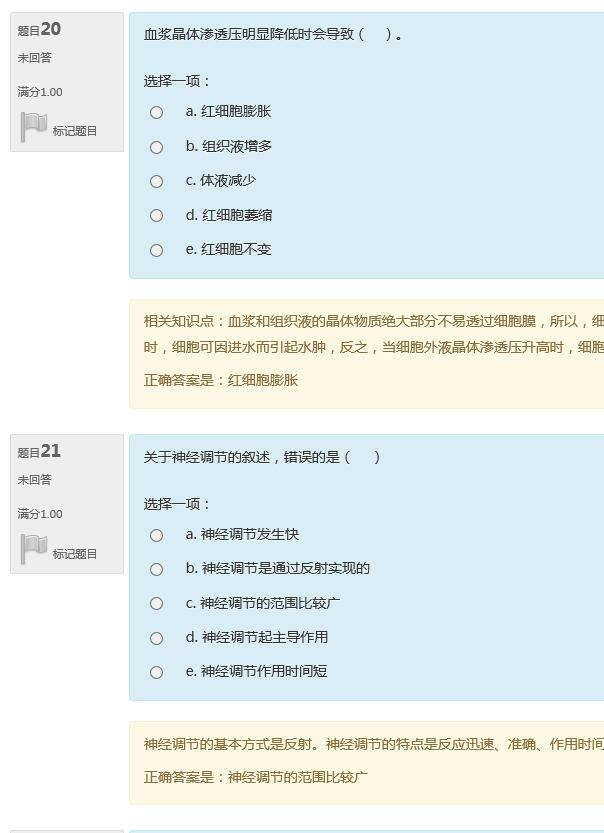 题目20
未回答
满分1.00
标记题目
血浆晶体渗透压明显降低时会导致（ ）。
选择一项：
a. 红细胞膨胀
b. 组织液增多
c. 体液减少
d. 红细胞萎缩
e. 红细胞不变
相关知识点：血浆和组织液的晶体物质绝大部分不易透过细胞膜，所以，细
时，细胞可因进水而引起水肿，反之，当细胞外液晶体渗透压升高时，细胞
正确答案是：红细胞膨胀
题目21
未回答
满分1.00
标记题目
关于神经调节的叙述，错误的是（ ）
选择一项：
a. 神经调节发生快
b. 神经调节是通过反射实现的
c. 神经调节的范围比较广
d. 神经调节起主导作用
e. 神经调节作用时间短
神经调节的基本方式是反射。神经调节的特点是反应迅速、准确、作用时间
正确答案是：神经调节的范围比较广